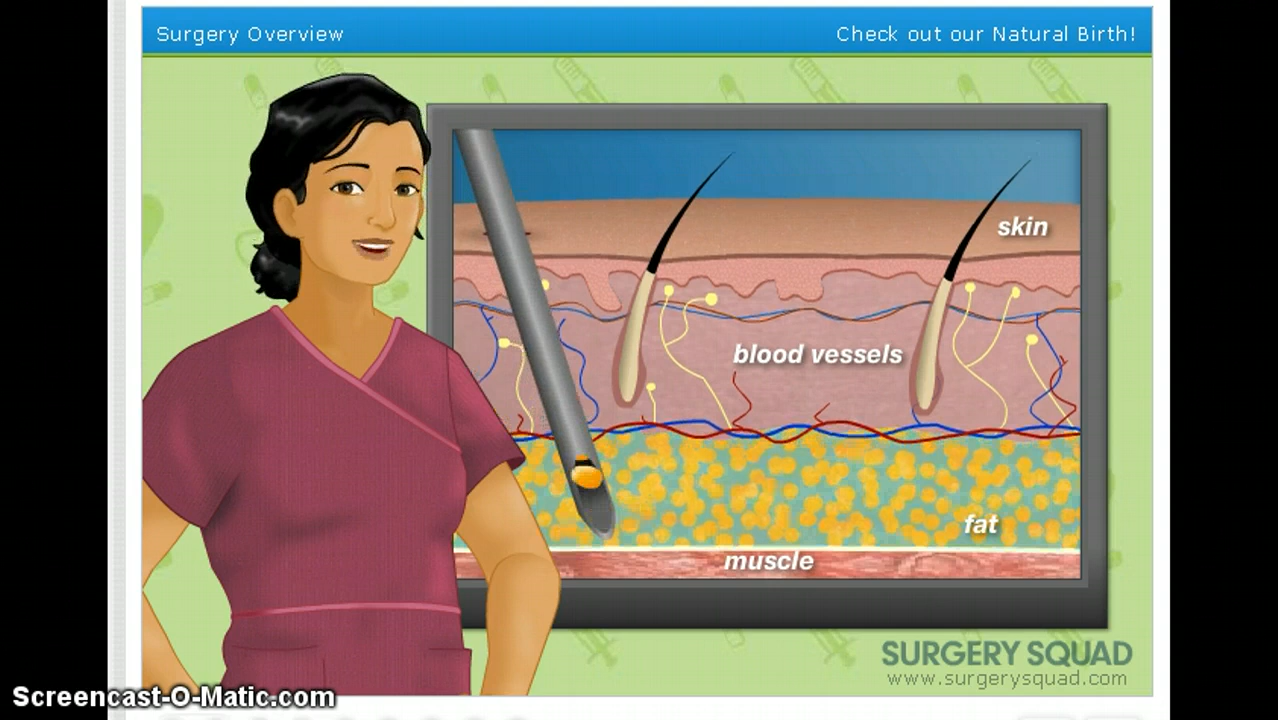 Surgery Overview
Check out our Natural Birth!
skin
blood vessels
fat
muscle
SURGERY SQUAD
www.surgerysquad.com
Screencast-O-Matic.com